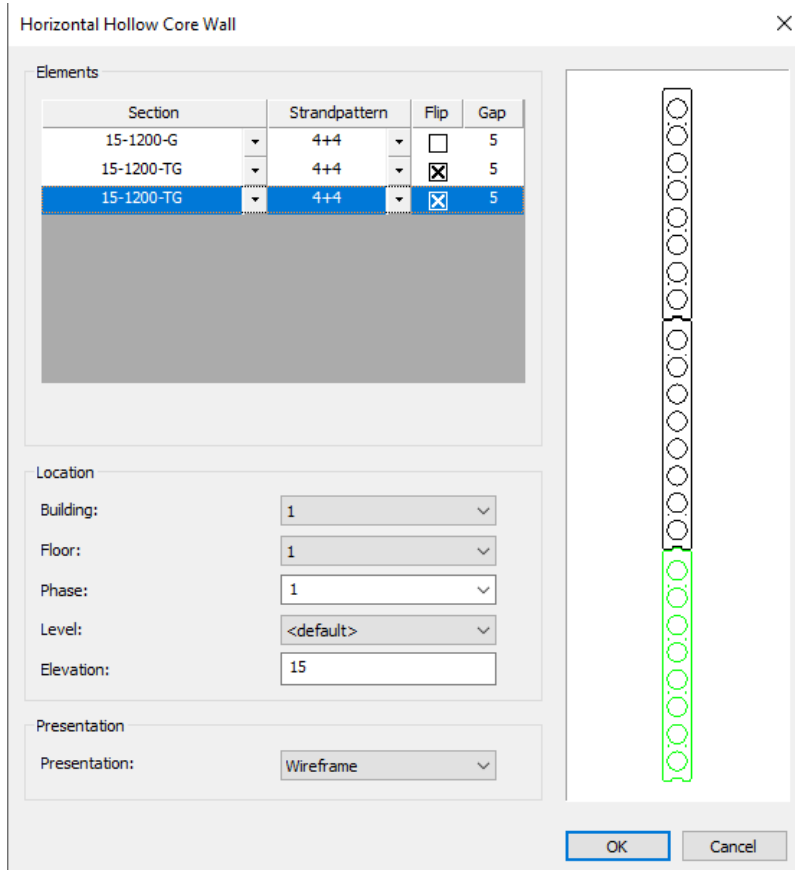 Horizontal Hollow Core Wall
Elements
Section Strandpattern Flip Gap
15-1200-G 4+4 5
15-1200-TG 4+4 5
15-1200-TG 4+4 5
Location
Building: 1
Floor: 1
Phase: 1
Level: <default>
Elevation: 15
Presentation
Presentation: Wireframe
OK Cancel